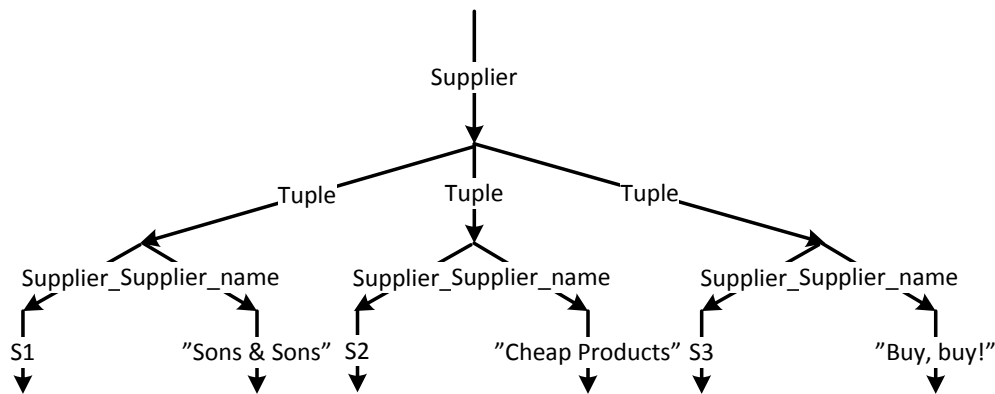 Supplier
Tuple Tuple Tuple
Supplier_Supplier_name Supplier_Supplier_name Supplier_Supplier_name
S1 ”Sons & Sons” S2 ”Cheap Products” S3 ”Buy, buy!”